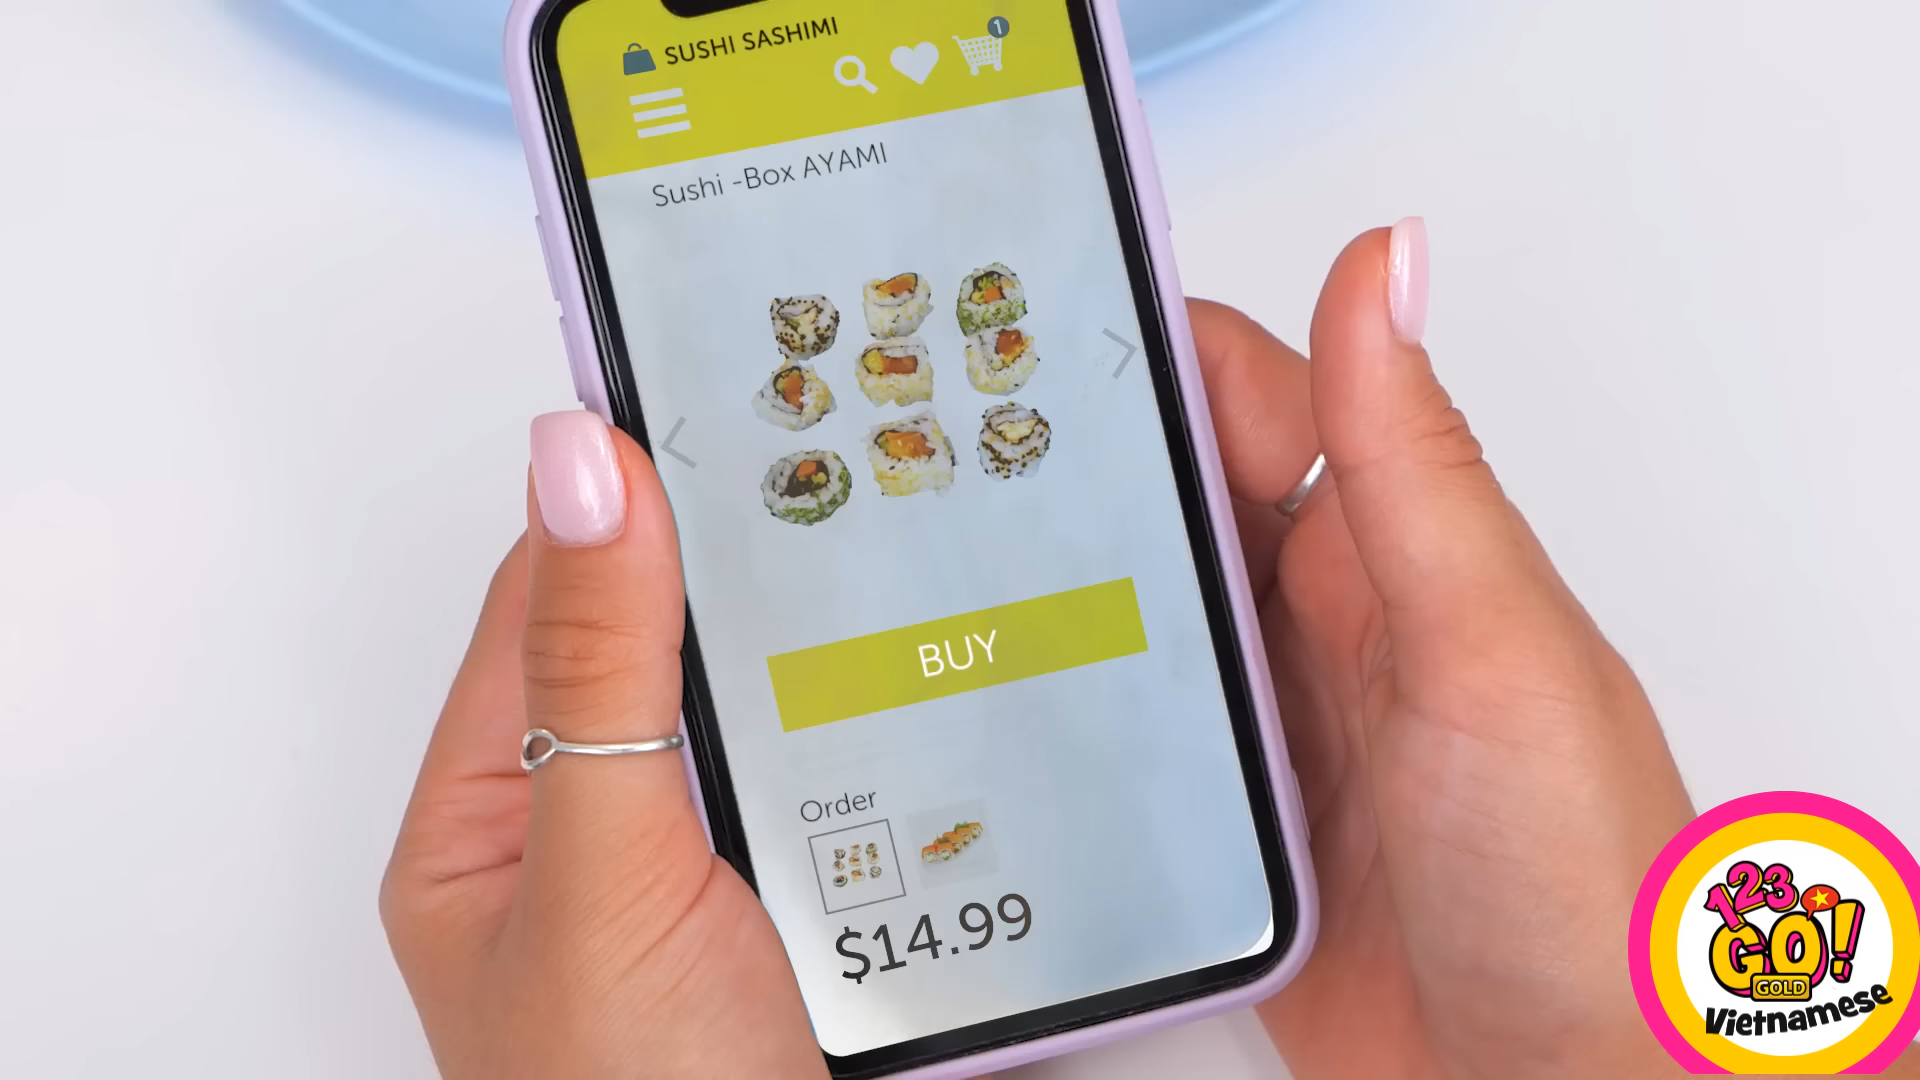 SUSHI SASHIMI
1
Sushi -Box AYAMI
BUY
Order
$14.99
123
GO!
GOLD
Vietnamese